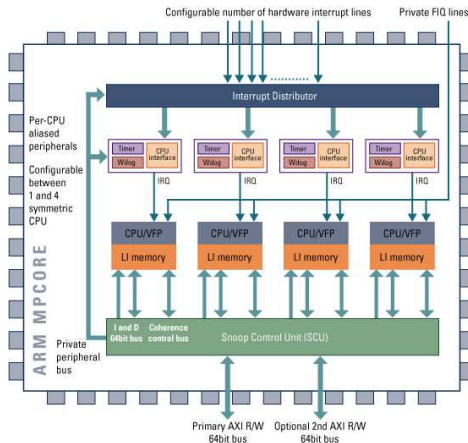 Configurable number of hardware interrupt lines
Private FIQ lines
Interrupt Distributor
Per-CPU
aliased
peripherals
Configurable
between
1 and 4
symmetric
CPU
Timer
Wdog
CPU
interface
Timer
Wdog
CPU
interface
Timer
Wdog
CPU
interface
Timer
Wdog
CPU
interface
IRQ
IRQ
IRQ
IRQ
CPU/VFP
LI memory
CPU/VFP
LI memory
CPU/VFP
LI memory
CPU/VFP
LI memory
I and D
64bit bus
Coherence
control bus
Snoop Control Unit (SCU)
Private
peripheral
bus
ARM MPCORE
Primary AXI R/W
64bit bus
Optional 2nd AXI R/W
64bit bus